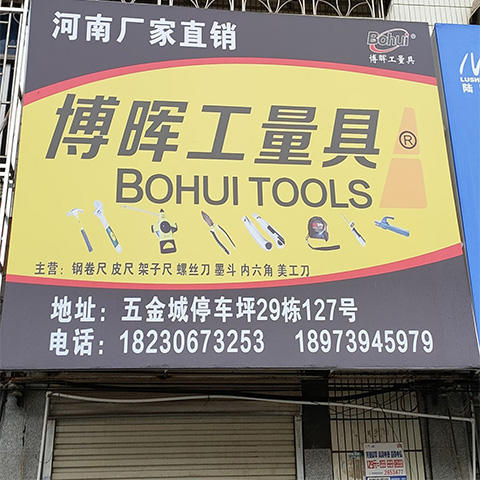 河南厂家直销
Bohui
博晖工量具
博晖工量具
®
BOHUI TOOLS
主营：钢卷尺 皮尺 架子尺 螺丝刀 墨斗 内六角 美工刀
地址：五金城停车坪29栋127号
电话：18230673253 18973945979
LUSH
陆
2653477